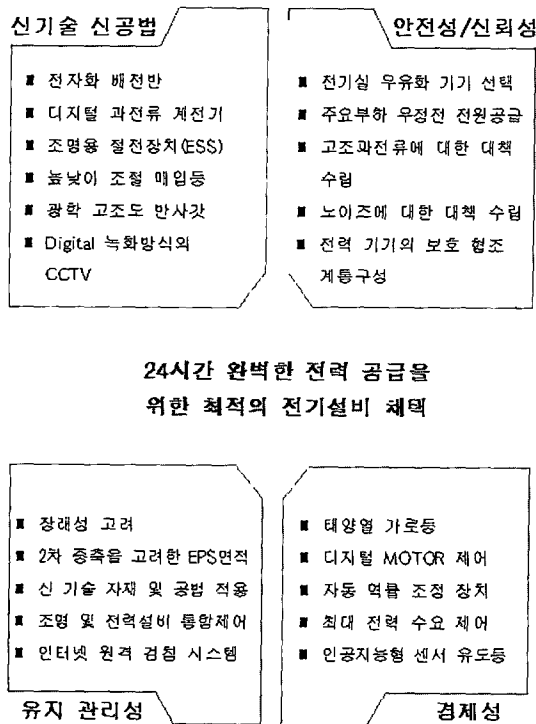 신기술 신공법
■ 전자화 배전반
■ 디지털 과전류 계전기
■ 조명용 절전장치(ESS)
■ 높낮이 조절 매입등
■ 광학 고조도 반사갓
■ Digital 녹화방식의
CCTV
안전성/신뢰성
■ 전기실 우유화 기기 선택
■ 주요부하 우정전 전원공급
■ 고조과전류에 대한 대책
수립
■ 노이즈에 대한 대책 수립
■ 전력 기기의 보호 협조
계통구성
24시간 완벽한 전력 공급을
위한 최적의 전기설비 채택
■ 장래성 고려
■ 2차 증축을 고려한 EPS면적
■ 신 기술 자재 및 공법 적용
■ 조명 및 전력설비 통합제어
■ 인터넷 원격 검침 시스템
유지 관리성
■ 태양열 가로등
■ 디지털 MOTOR 제어
■ 자동 역률 조정 장치
■ 최대 전력 수요 제어
■ 인공지능형 센서 유도등
경제성